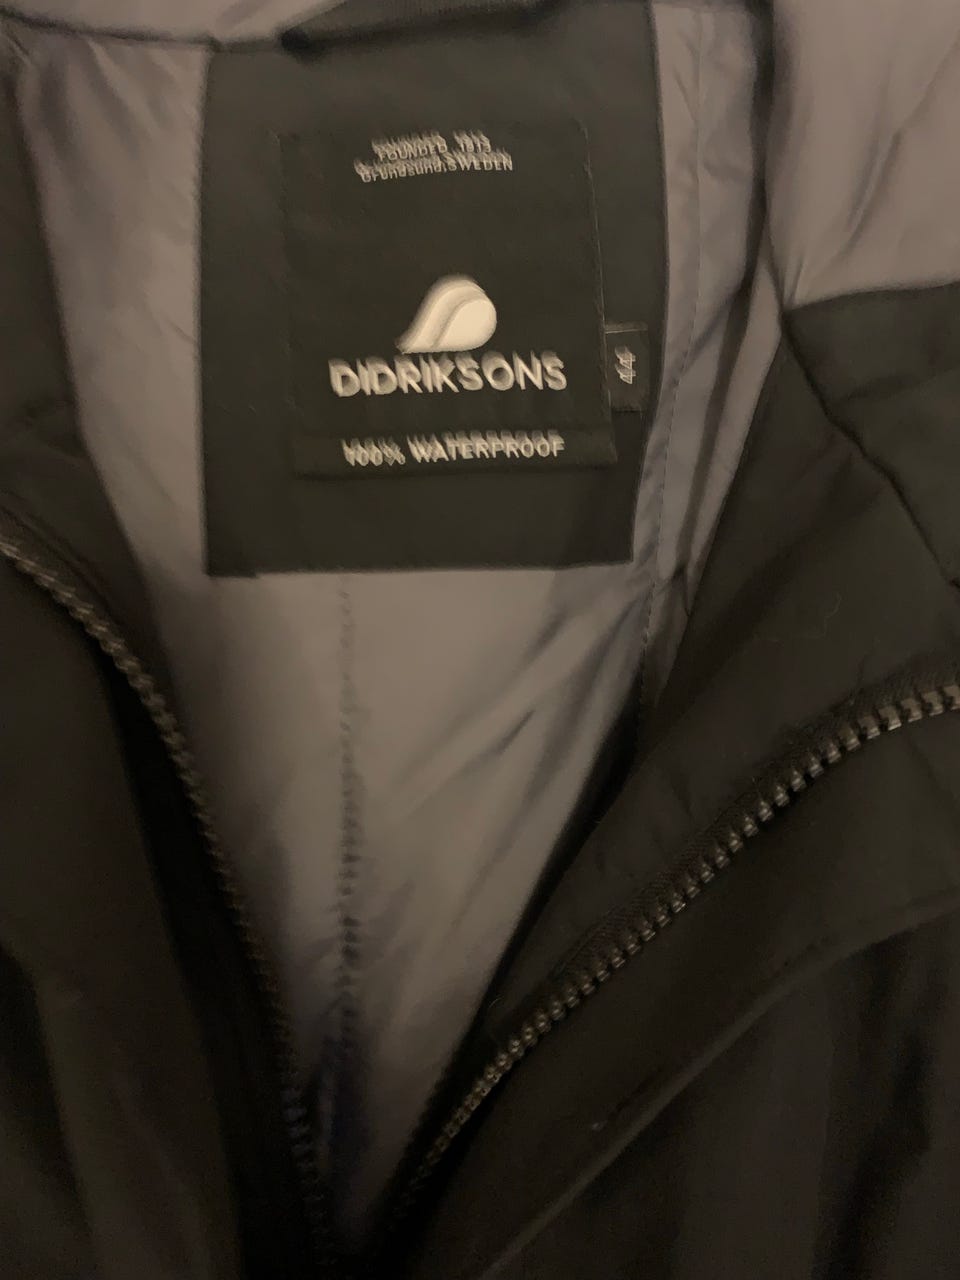 FOUNDED 1913
Grundsund, SWEDEN
DIDRIKSONS
44
100% WATERPROOF